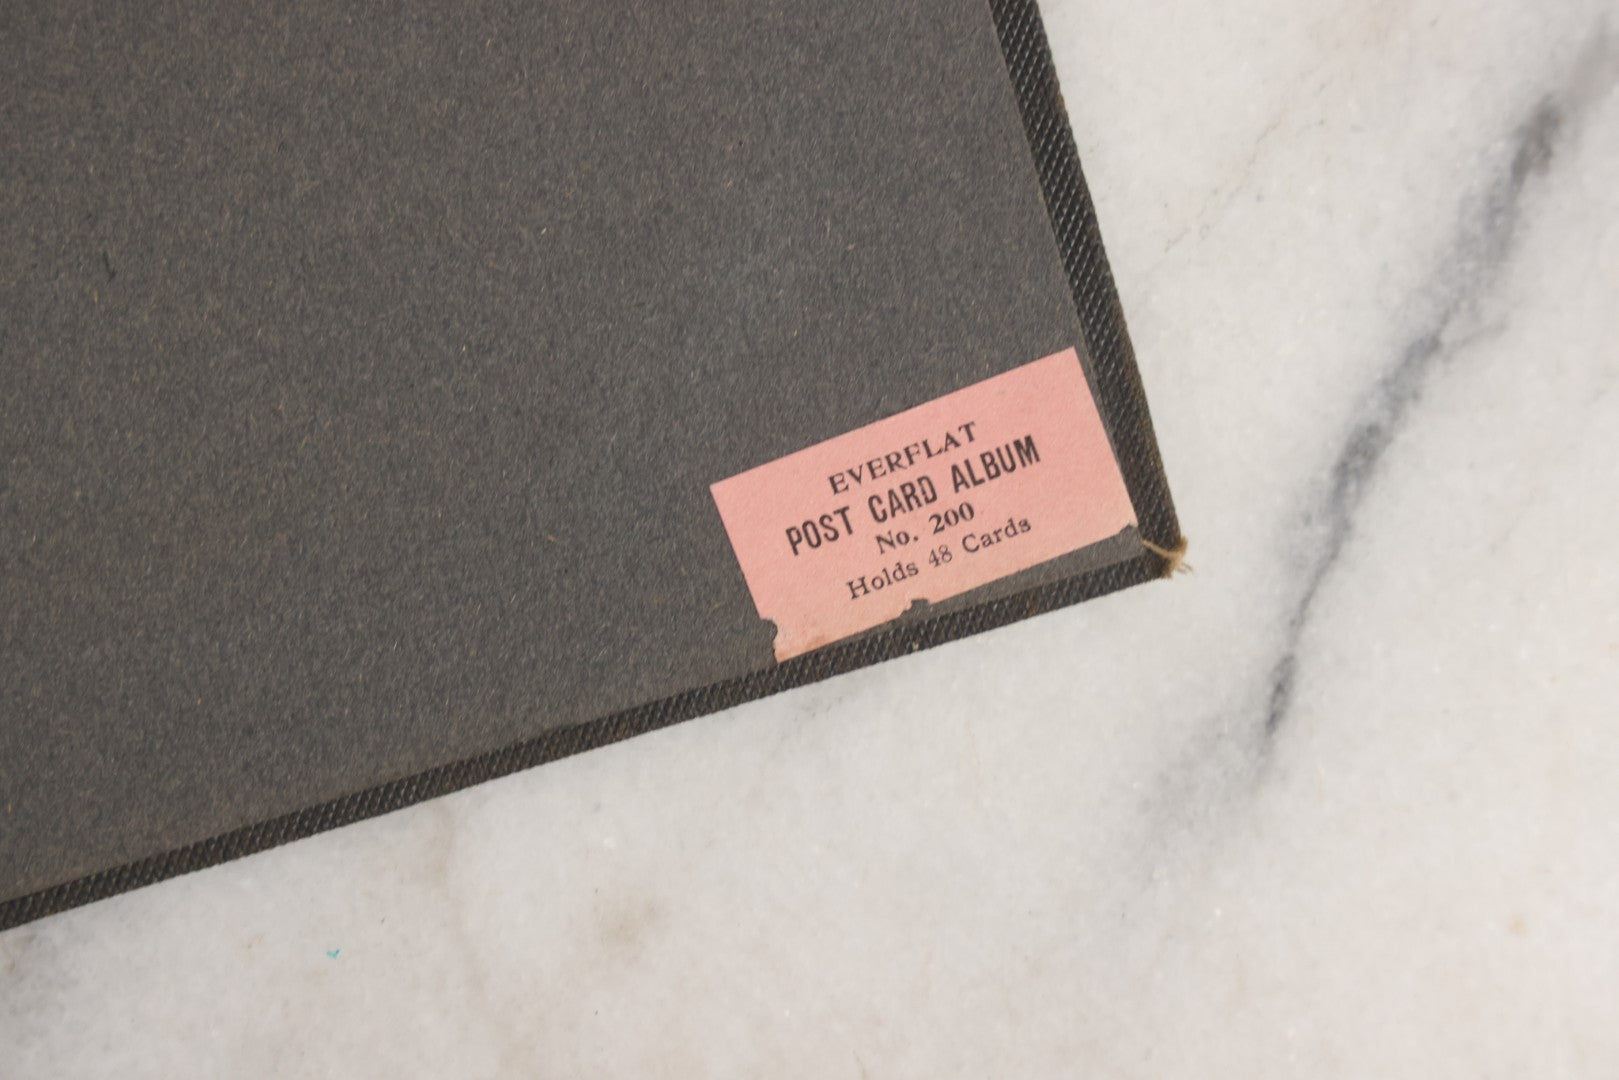 EVERFLAT
POST CARD ALBUM
No. 200
Holds 48 Cards